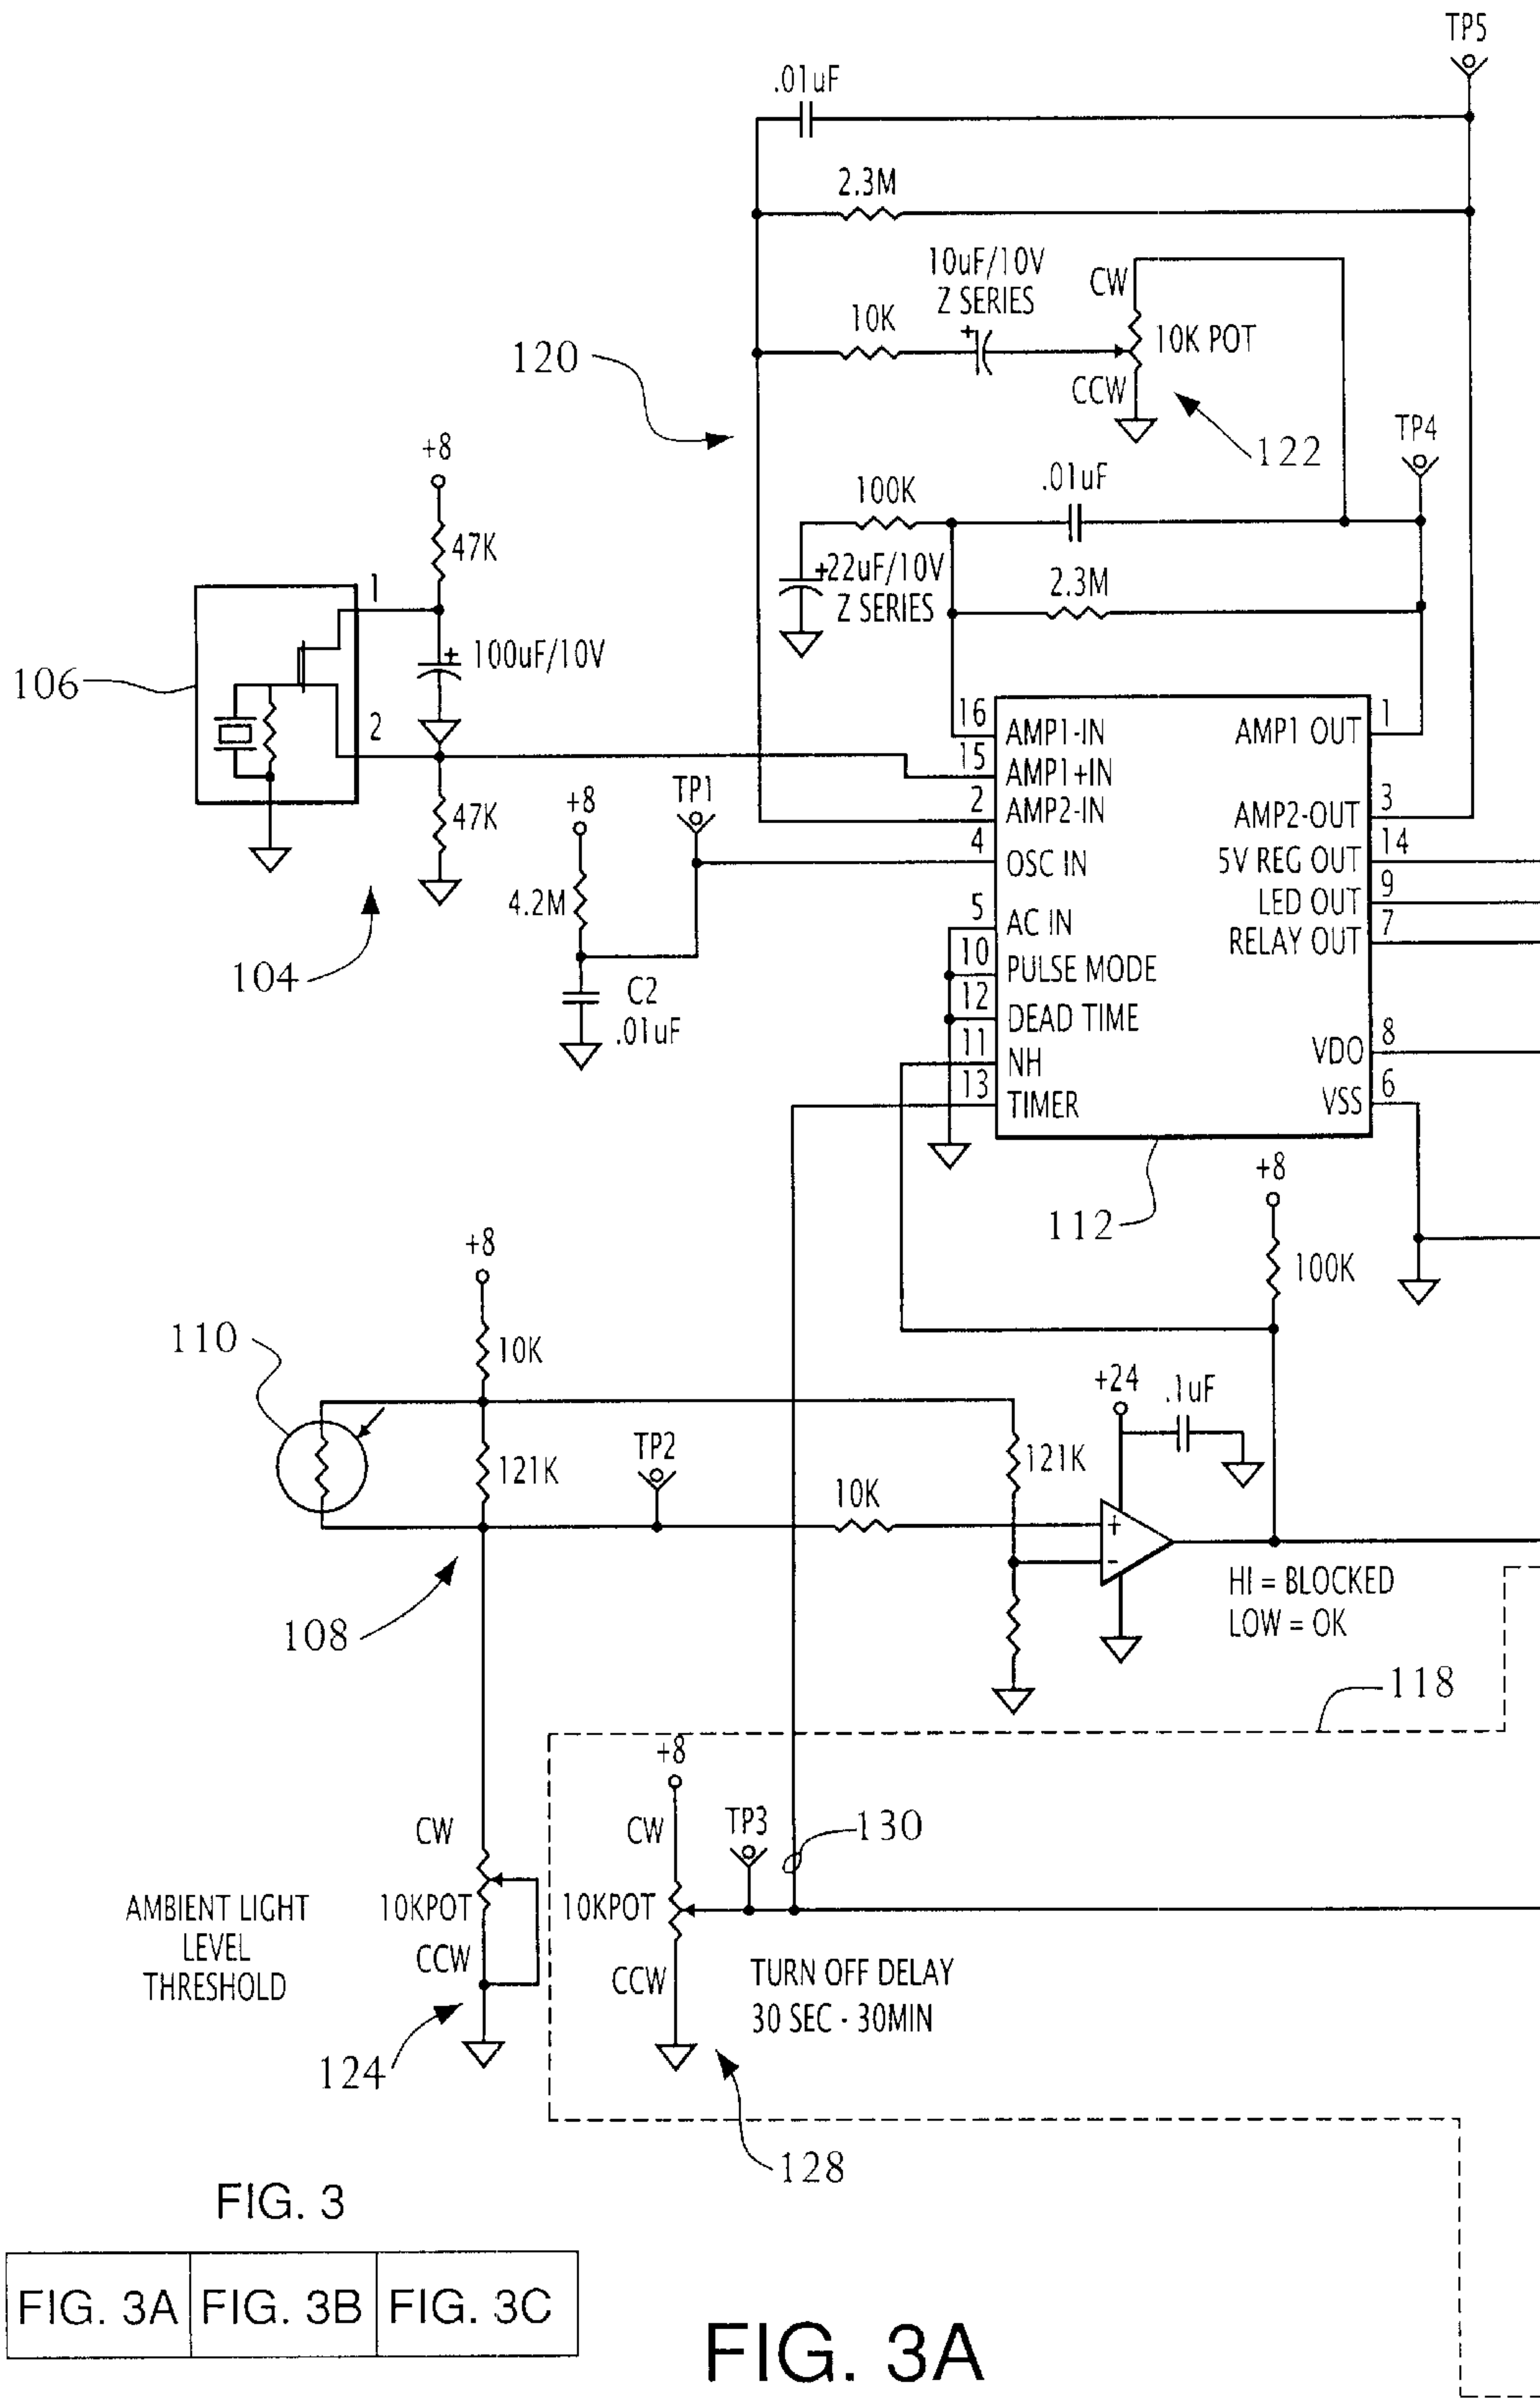 TP5
.01uF
2.3M
10uF/10V
Z SERIES
CW
10K
10K POT
120
CCW
122
TP4
+8
100K
.01uF
47K
+22uF/10V
Z SERIES
2.3M
1
106
+
100uF/10V
2
16
AMP1-IN
AMP1 OUT
1
15
AMP1+IN
2
AMP2-IN
AMP2-OUT
3
+8
TP1
47K
4
OSC IN
5V REG OUT
14
4.2M
LED OUT
9
5
AC IN
RELAY OUT
7
104
10
PULSE MODE
C2
.01uF
12
DEAD TIME
11
NH
VDO
8
13
TIMER
VSS
6
112
+8
100K
+8
110
10K
+24
.1uF
TP2
121K
121K
10K
+
-
HI = BLOCKED
LOW = OK
108
118
+8
CW
CW
TP3
130
AMBIENT LIGHT
LEVEL
THRESHOLD
10KPOT
10KPOT
CCW
CCW
TURN OFF DELAY
30 SEC - 30MIN
124
128
FIG. 3
FIG. 3A
FIG. 3B
FIG. 3C
FIG. 3A